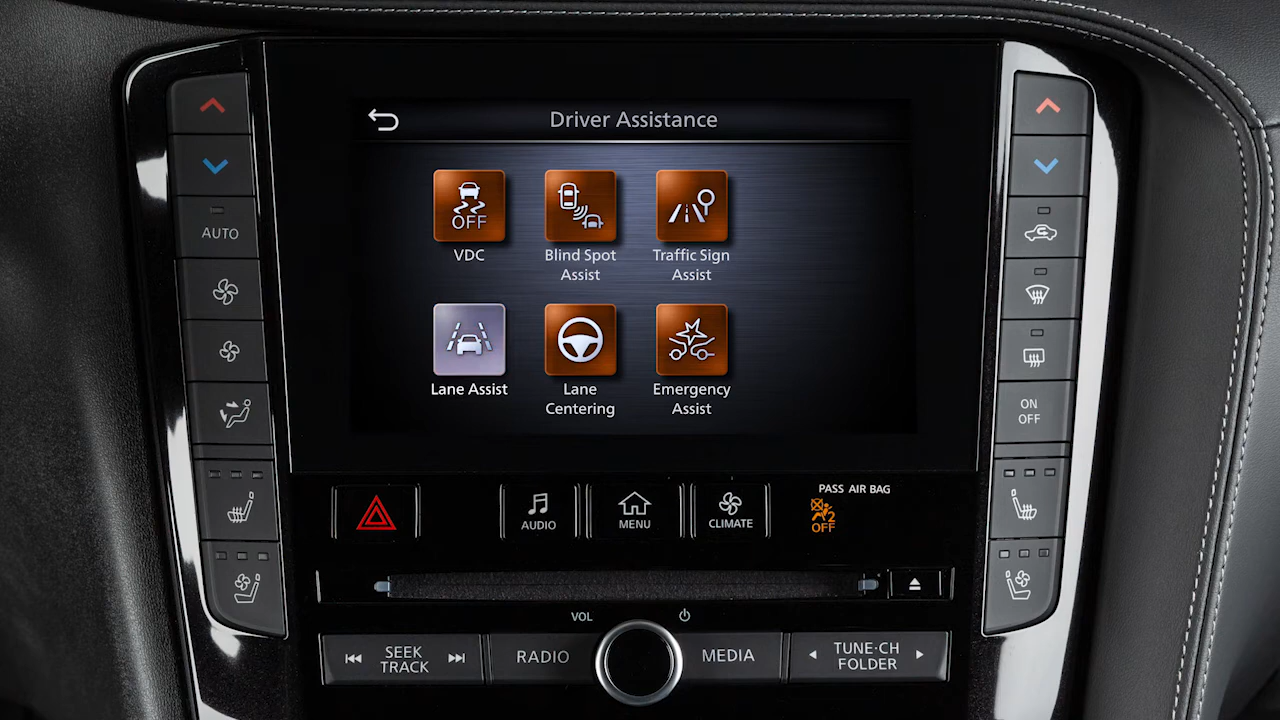 Driver Assistance
OFF
VDC
Blind Spot
Assist
Traffic Sign
Assist
Lane Assist
Lane
Centering
Emergency
Assist
AUTO
ON
OFF
AUDIO
MENU
CLIMATE
PASS AIR BAG
2
OFF
VOL
SEEK
TRACK
RADIO
MEDIA
TUNE·CH
FOLDER